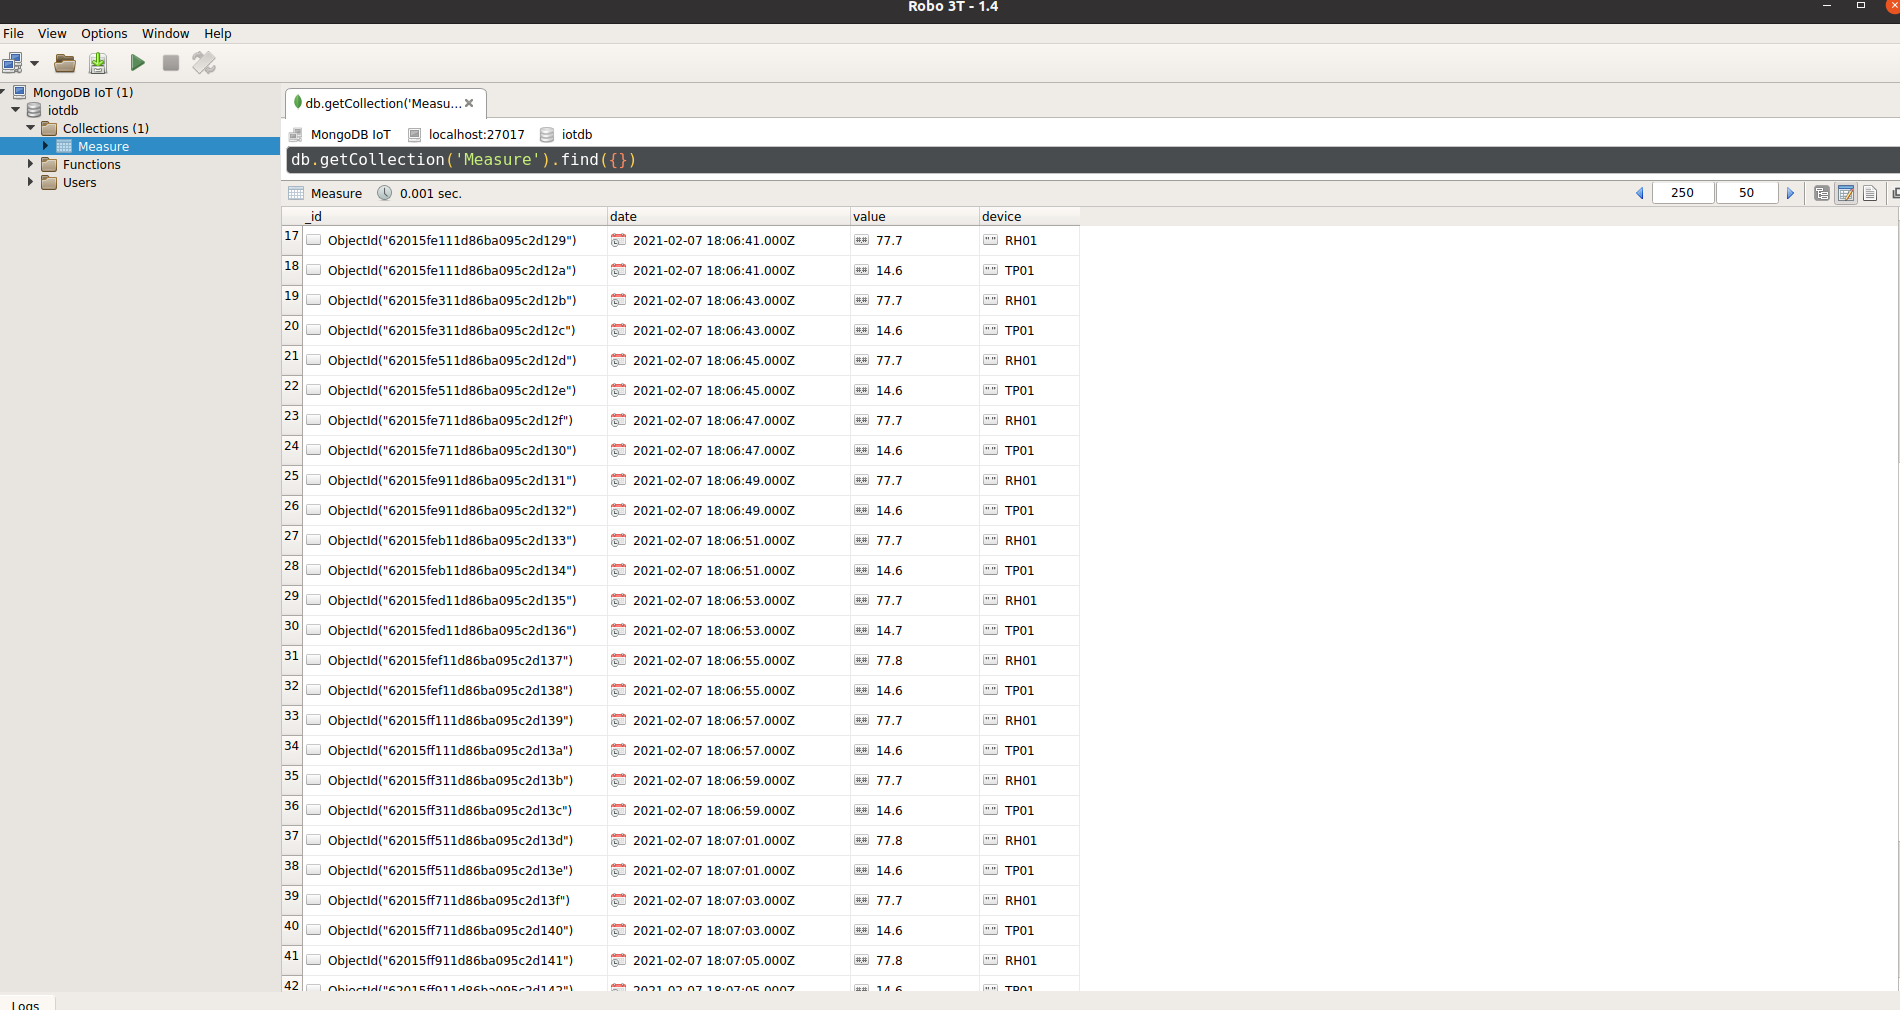 Robo 3T - 1.4
File View Options Window Help
MongoDB IoT (1)
iotdb
Collections (1)
Measure
Functions
Users
db.getCollection('Measu...
MongoDB IoT localhost:27017 iotdb
db.getCollection('Measure').find({})
Measure 0.001 sec. 250 50
_id date value device
17 ObjectId("62015fe111d86ba095c2d129") 2021-02-07 18:06:41.000Z 77.7 RH01
18 ObjectId("62015fe111d86ba095c2d12a") 2021-02-07 18:06:41.000Z 14.6 TP01
19 ObjectId("62015fe311d86ba095c2d12b") 2021-02-07 18:06:43.000Z 77.7 RH01
20 ObjectId("62015fe311d86ba095c2d12c") 2021-02-07 18:06:43.000Z 14.6 TP01
21 ObjectId("62015fe511d86ba095c2d12d") 2021-02-07 18:06:45.000Z 77.7 RH01
22 ObjectId("62015fe511d86ba095c2d12e") 2021-02-07 18:06:45.000Z 14.6 TP01
23 ObjectId("62015fe711d86ba095c2d12f") 2021-02-07 18:06:47.000Z 77.7 RH01
24 ObjectId("62015fe711d86ba095c2d130") 2021-02-07 18:06:47.000Z 14.6 TP01
25 ObjectId("62015fe911d86ba095c2d131") 2021-02-07 18:06:49.000Z 77.7 RH01
26 ObjectId("62015fe911d86ba095c2d132") 2021-02-07 18:06:49.000Z 14.6 TP01
27 ObjectId("62015feb11d86ba095c2d133") 2021-02-07 18:06:51.000Z 77.7 RH01
28 ObjectId("62015feb11d86ba095c2d134") 2021-02-07 18:06:51.000Z 14.6 TP01
29 ObjectId("62015fed11d86ba095c2d135") 2021-02-07 18:06:53.000Z 77.7 RH01
30 ObjectId("62015fed11d86ba095c2d136") 2021-02-07 18:06:53.000Z 14.7 TP01
31 ObjectId("62015fef11d86ba095c2d137") 2021-02-07 18:06:55.000Z 77.8 RH01
32 ObjectId("62015fef11d86ba095c2d138") 2021-02-07 18:06:55.000Z 14.6 TP01
33 ObjectId("62015ff111d86ba095c2d139") 2021-02-07 18:06:57.000Z 77.7 RH01
34 ObjectId("62015ff111d86ba095c2d13a") 2021-02-07 18:06:57.000Z 14.6 TP01
35 ObjectId("62015ff311d86ba095c2d13b") 2021-02-07 18:06:59.000Z 77.7 RH01
36 ObjectId("62015ff311d86ba095c2d13c") 2021-02-07 18:06:59.000Z 14.6 TP01
37 ObjectId("62015ff511d86ba095c2d13d") 2021-02-07 18:07:01.000Z 77.8 RH01
38 ObjectId("62015ff511d86ba095c2d13e") 2021-02-07 18:07:01.000Z 14.6 TP01
39 ObjectId("62015ff711d86ba095c2d13f") 2021-02-07 18:07:03.000Z 77.7 RH01
40 ObjectId("62015ff711d86ba095c2d140") 2021-02-07 18:07:03.000Z 14.6 TP01
41 ObjectId("62015ff911d86ba095c2d141") 2021-02-07 18:07:05.000Z 77.8 RH01
42 ObjectId("62015ff911d86ba095c2d142") 2021-02-07 18:07:05.000Z 14.6 TP01
Logs